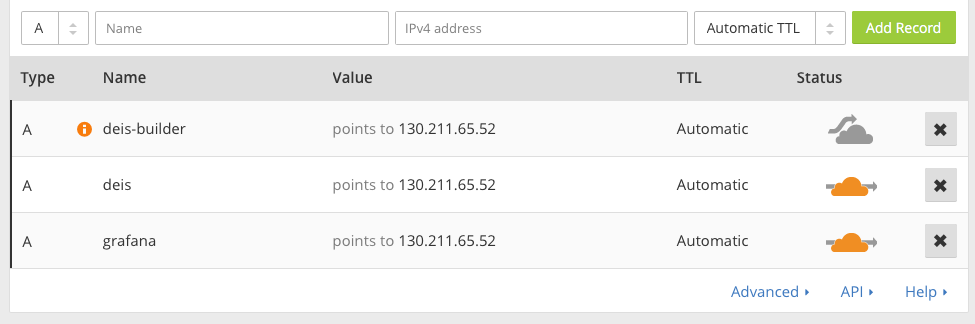 A Name IPv4 address Automatic TTL Add Record
Type Name Value TTL Status
A deis-builder points to 130.211.65.52 Automatic
A deis points to 130.211.65.52 Automatic
A grafana points to 130.211.65.52 Automatic
Advanced API Help